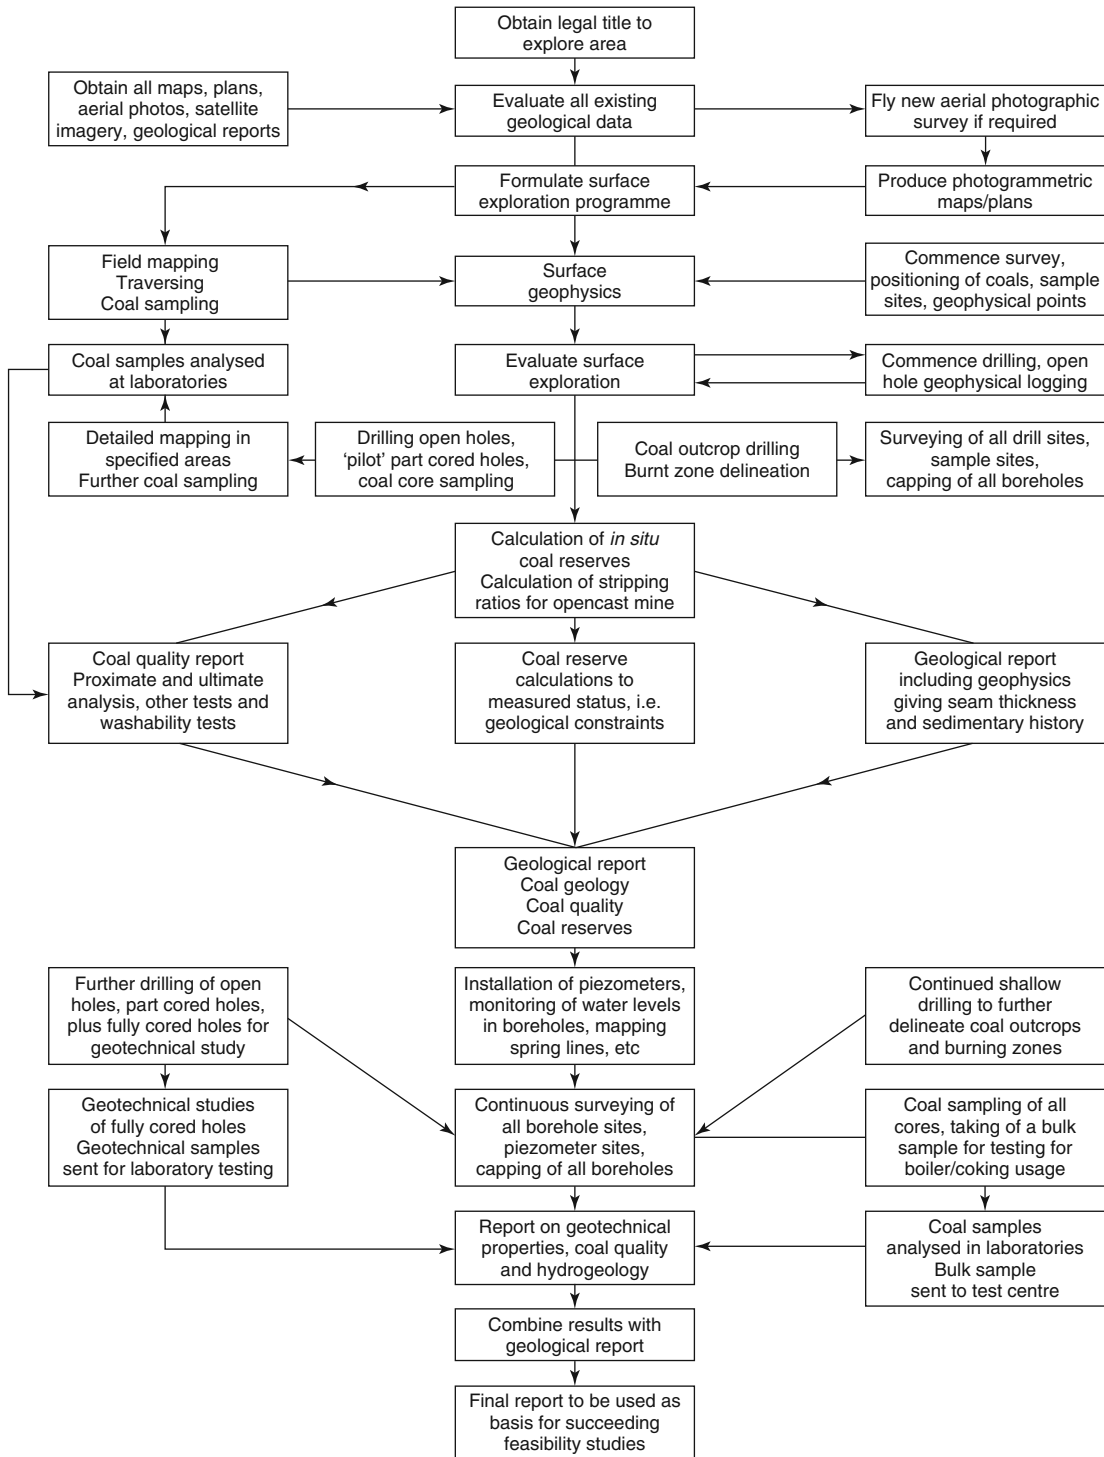 Obtain legal title to
explore area
Obtain all maps, plans,
aerial photos, satellite
imagery, geological reports
Evaluate all existing
geological data
Fly new aerial photographic
survey if required
Formulate surface
exploration programme
Produce photogrammetric
maps/plans
Field mapping
Traversing
Coal sampling
Surface
geophysics
Commence survey,
positioning of coals, sample
sites, geophysical points
Coal samples analysed
at laboratories
Evaluate surface
exploration
Commence drilling, open
hole geophysical logging
Detailed mapping in
specified areas
Further coal sampling
Drilling open holes,
‘pilot’ part cored holes,
coal core sampling
Coal outcrop drilling
Burnt zone delineation
Surveying of all drill sites,
sample sites,
capping of all boreholes
Calculation of in situ
coal reserves
Calculation of stripping
ratios for opencast mine
Coal quality report
Proximate and ultimate
analysis, other tests and
washability tests
Coal reserve
calculations to
measured status, i.e.
geological constraints
Geological report
including geophysics
giving seam thickness
and sedimentary history
Geological report
Coal geology
Coal quality
Coal reserves
Further drilling of open
holes, part cored holes,
plus fully cored holes for
geotechnical study
Installation of piezometers,
monitoring of water levels
in boreholes, mapping
spring lines, etc
Continued shallow
drilling to further
delineate coal outcrops
and burning zones
Geotechnical studies
of fully cored holes
Geotechnical samples
sent for laboratory testing
Continuous surveying of
all borehole sites,
piezometer sites,
capping of all boreholes
Coal sampling of all
cores, taking of a bulk
sample for testing for
boiler/coking usage
Report on geotechnical
properties, coal quality
and hydrogeology
Coal samples
analysed in laboratories
Bulk sample
sent to test centre
Combine results with
geological report
Final report to be used as
basis for succeeding
feasibility studies